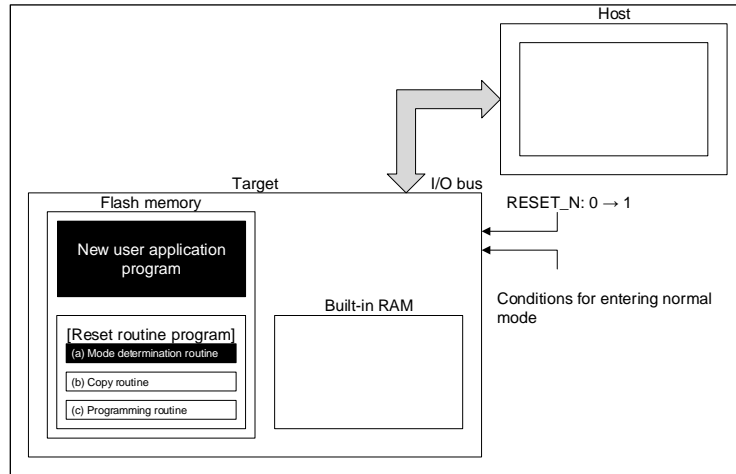 Host
Target
I/O bus
Flash memory
RESET_N: 0 → 1
New user application
program
Built-in RAM
Conditions for entering normal
mode
[Reset routine program]
(a) Mode determination routine
(b) Copy routine
(c) Programming routine